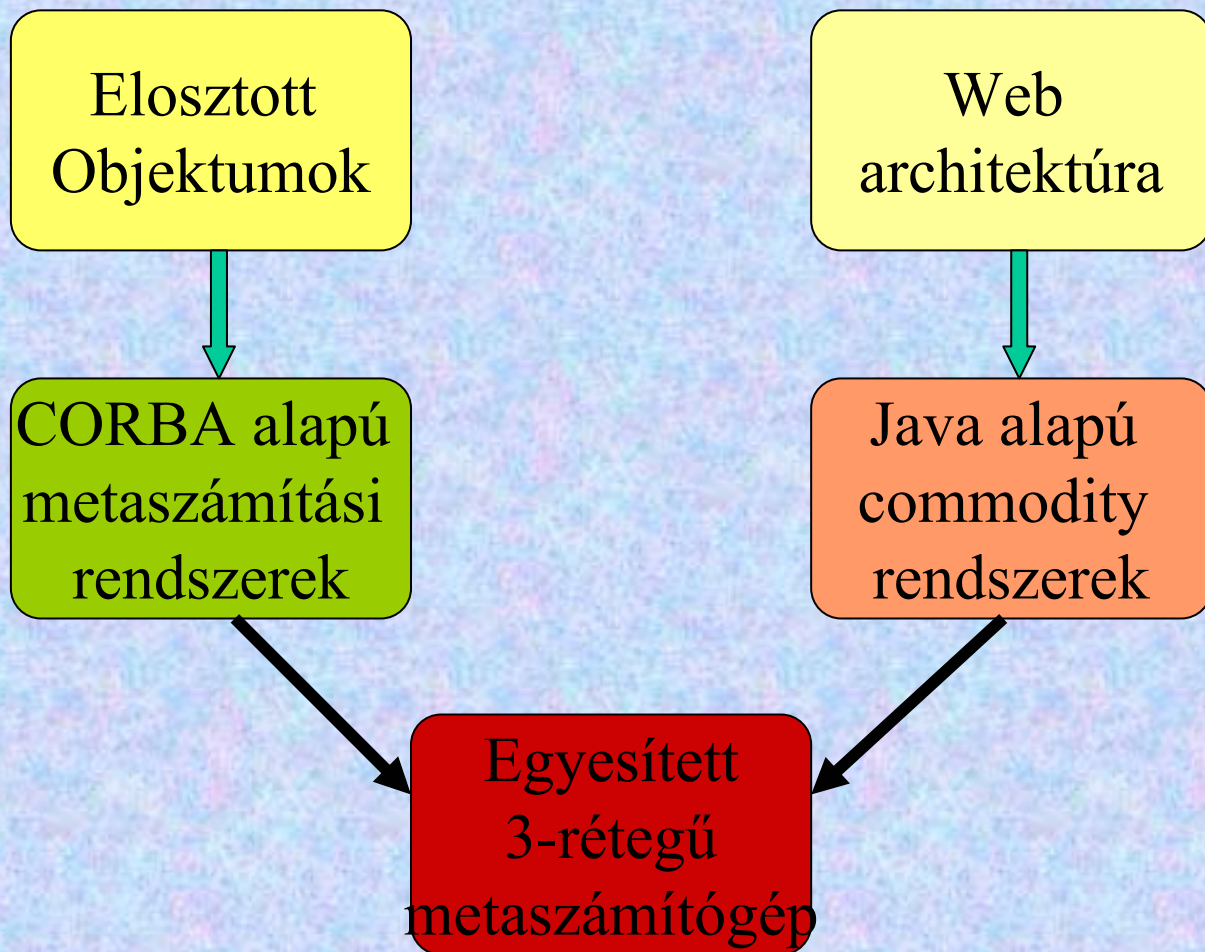 Elosztott
Objektumok
Web
architektúra
CORBA alapú
metaszámítási
rendszerek
Java alapú
commodity
rendszerek
Egyesített
3-rétegű
metaszámítógép